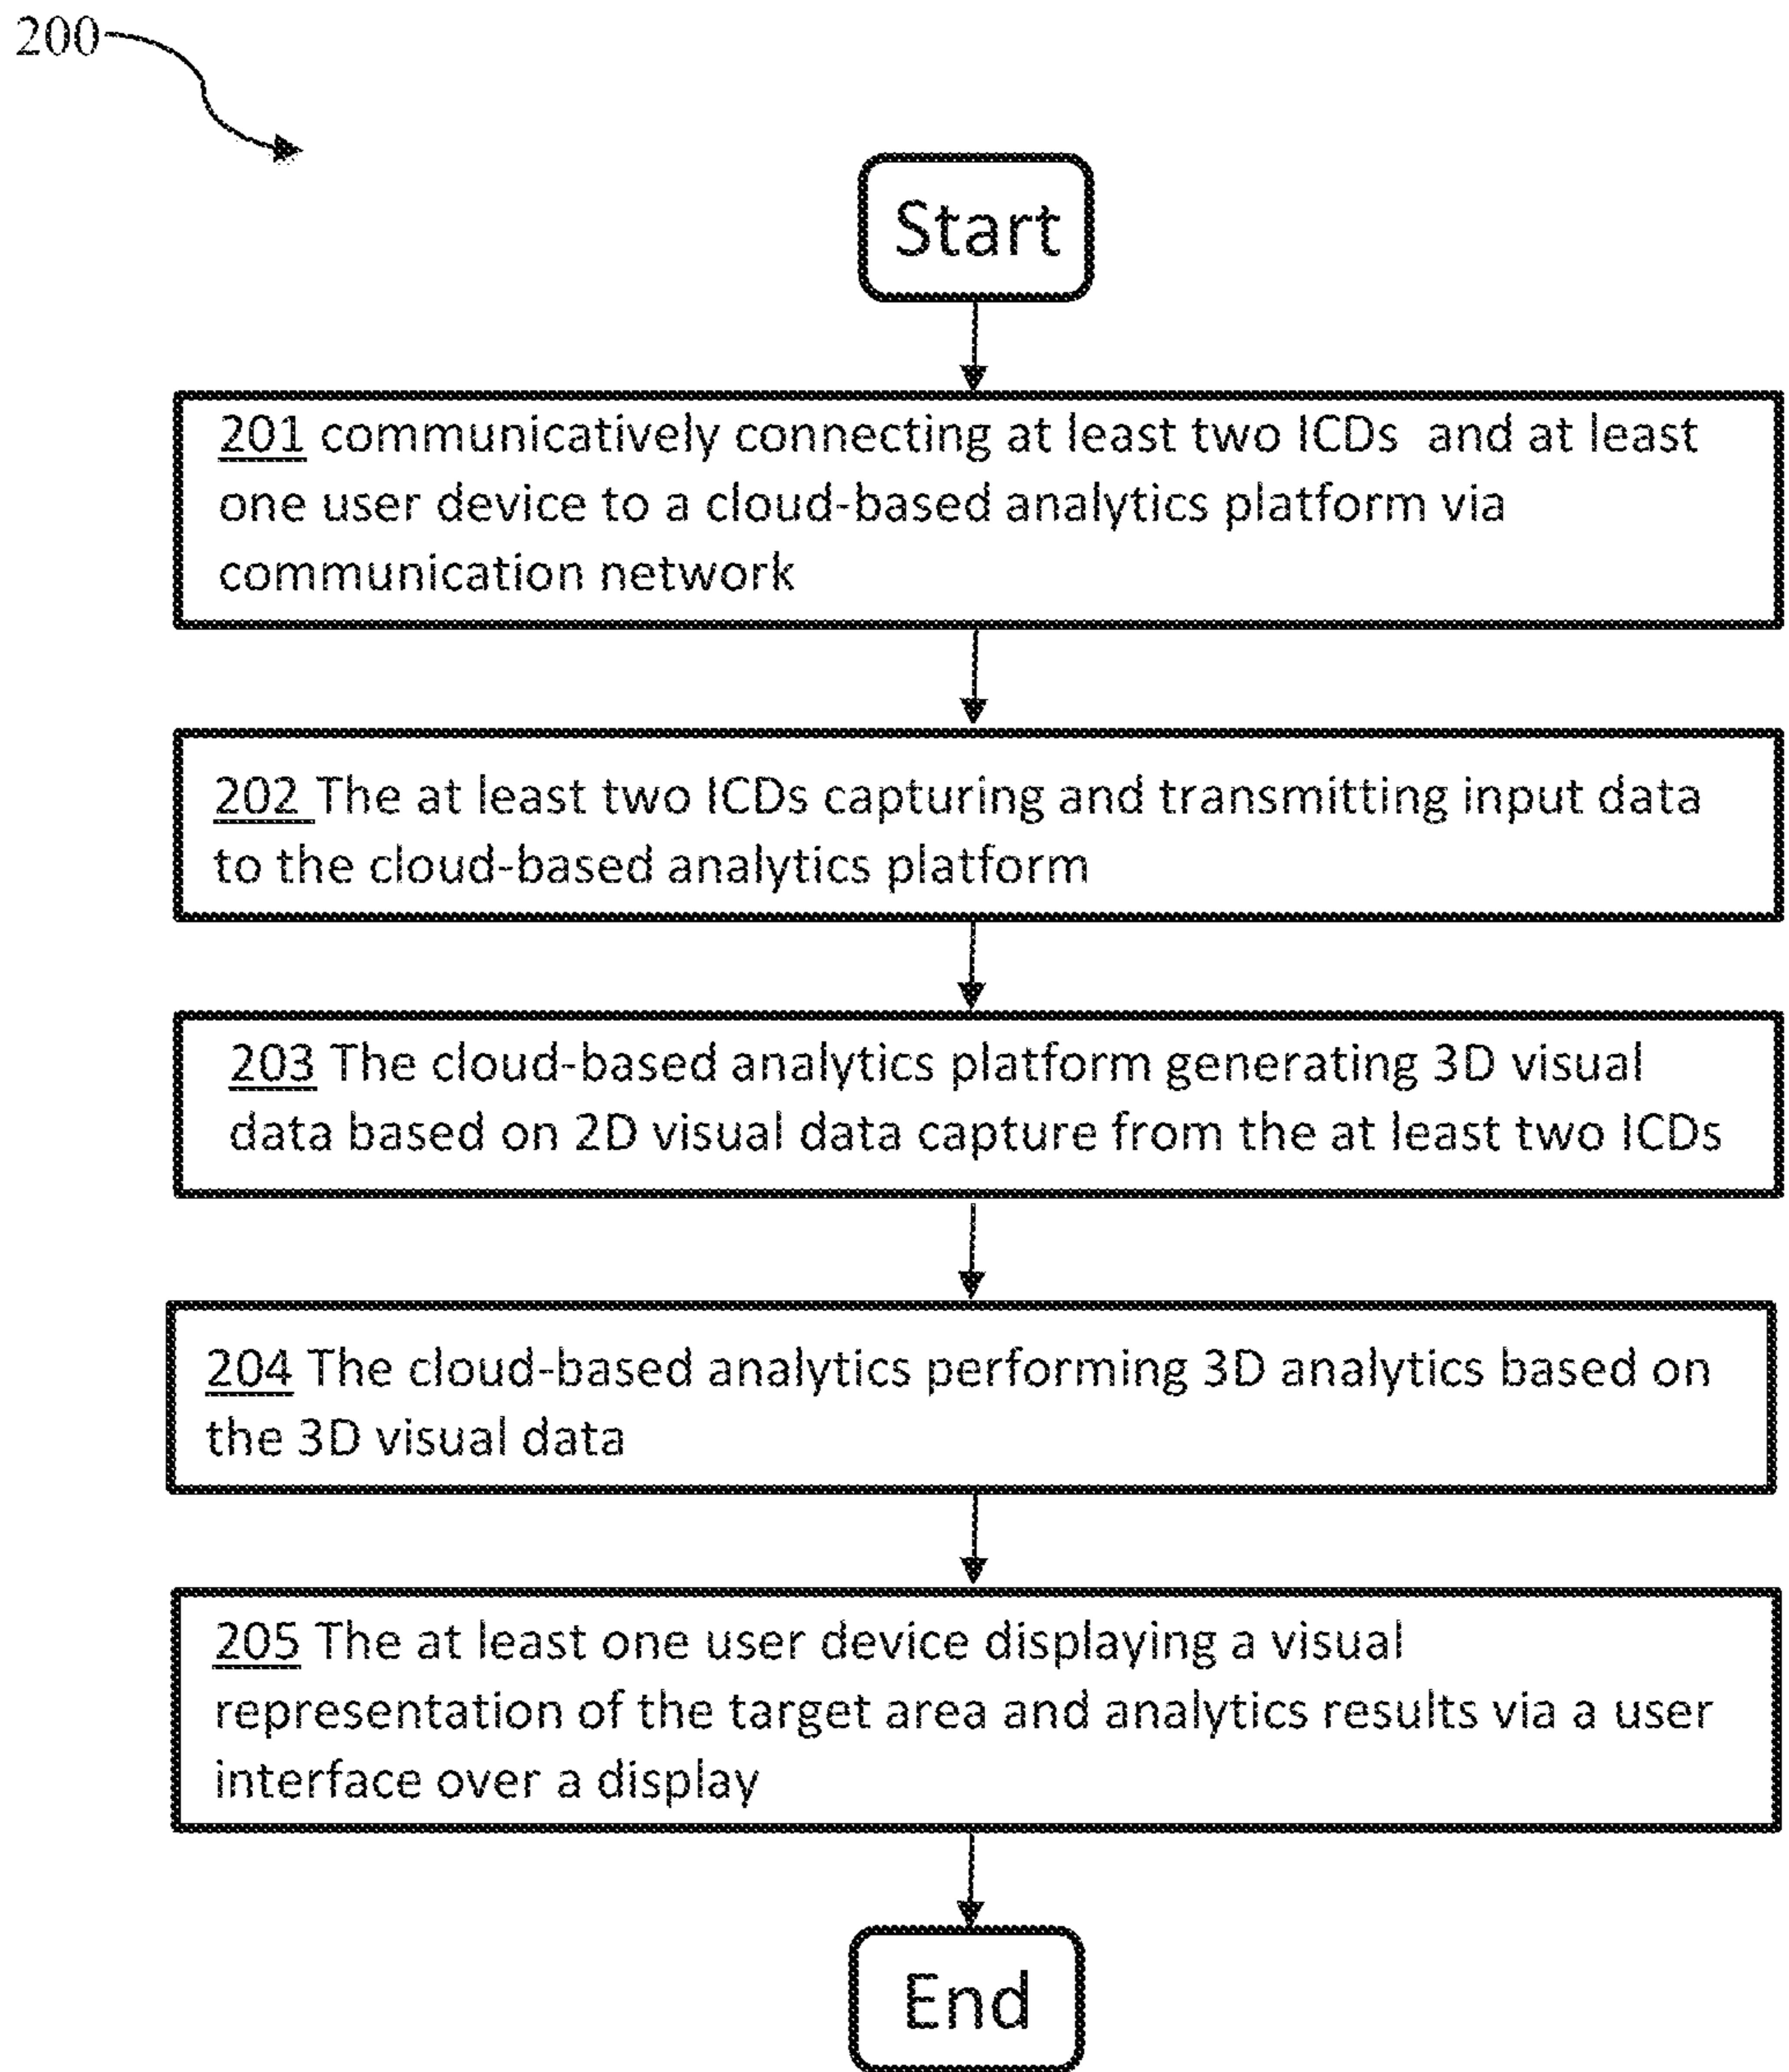 200
Start
201 communicatively connecting at least two ICDs and at least
one user device to a cloud-based analytics platform via
communication network
202 The at least two ICDs capturing and transmitting input data
to the cloud-based analytics platform
203 The cloud-based analytics platform generating 3D visual
data based on 2D visual data capture from the at least two ICDs
204 The cloud-based analytics performing 3D analytics based on
the 3D visual data
205 The at least one user device displaying a visual
representation of the target area and analytics results via a user
interface over a display
End